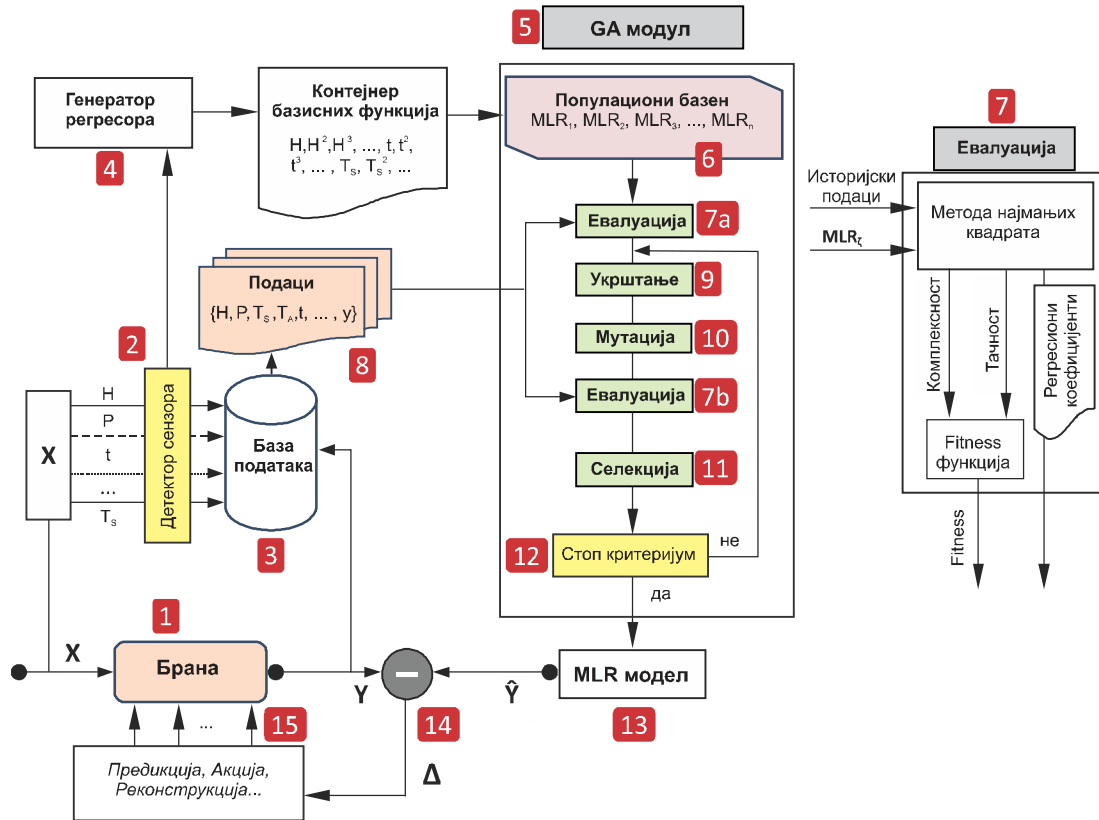 5
GA модул
Генератор
регресора
4
Контејнер
базисних функција
H,H²,H³, ..., t, t²,
t³, ... , Tₛ, Tₛ², ...
Популациони базен
MLR₁, MLR₂, MLR₃, ..., MLRₙ
6
Евалуација
7a
Укрштање
9
Мутација
10
Евалуација
7b
Селекција
11
12
Стоп критеријум
не
да
Подаци
{H, P, Tₛ,T_A,t, ... , y}
8
2
X
H
P
t
...
Tₛ
Детектор сензора
База
података
3
1
X
Брана
Y
−
14
Ŷ
MLR модел
13
15
...
Δ
Предикција, Акција,
Реконструкција...
7
Евалуација
Историјски
подаци
MLRζ
Метода најмањих
квадрата
Комплексност
Тачност
Регресиони
коефицијенти
Fitness
функција
Fitness